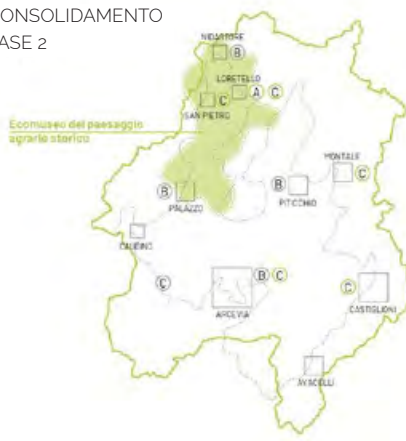 ONSOLIDAMENTO
ASE 2
NIDASTORE
B
LORETELLO
A C
C
SAN PIETRO
Ecomuseo del paesaggio
agrario storico
MONTALE
C
B
PALAZZO
B
PITICCHIO
CAUDINO
C
B C
ARCEVIA
C
CASTIGLIONI
AVACELLI